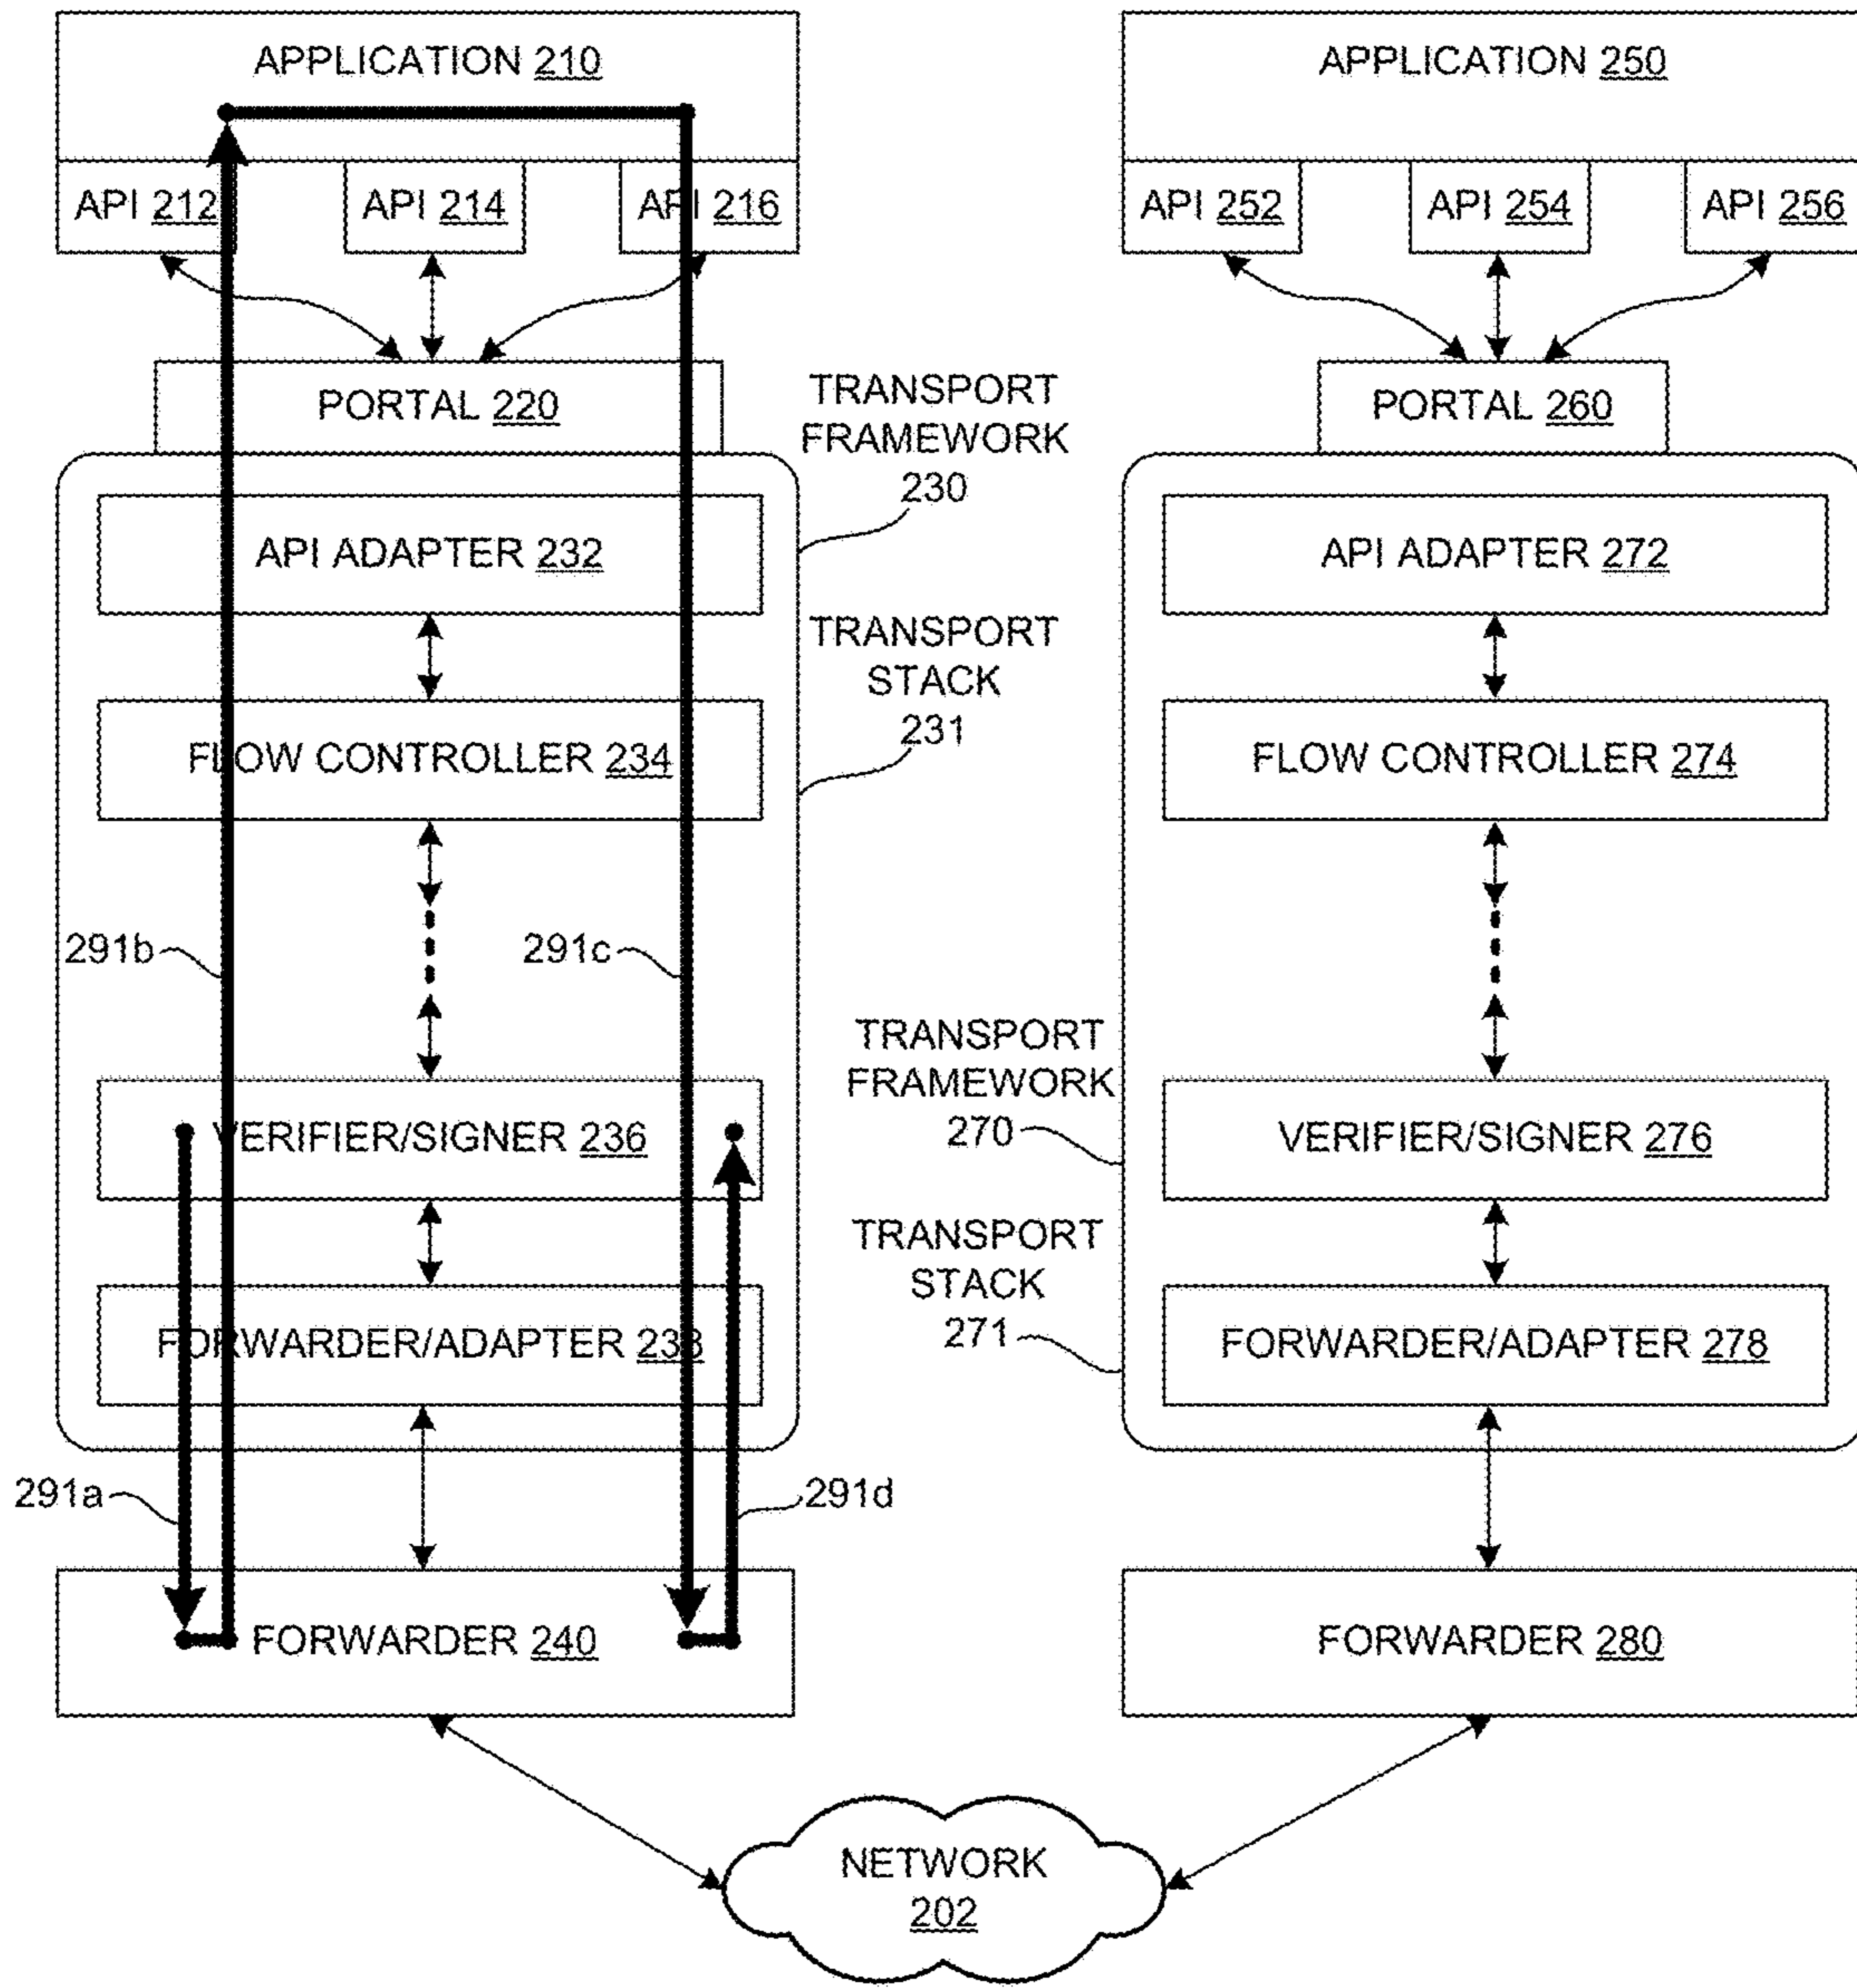 APPLICATION 210
API 212
API 214
API 216
PORTAL 220
TRANSPORT
FRAMEWORK
230
API ADAPTER 232
TRANSPORT
STACK
231
FLOW CONTROLLER 234
291b
291c
VERIFIER/SIGNER 236
FORWARDER/ADAPTER 238
291a
291d
FORWARDER 240
APPLICATION 250
API 252
API 254
API 256
PORTAL 260
API ADAPTER 272
FLOW CONTROLLER 274
TRANSPORT
FRAMEWORK
270
VERIFIER/SIGNER 276
TRANSPORT
STACK
271
FORWARDER/ADAPTER 278
FORWARDER 280
NETWORK
202